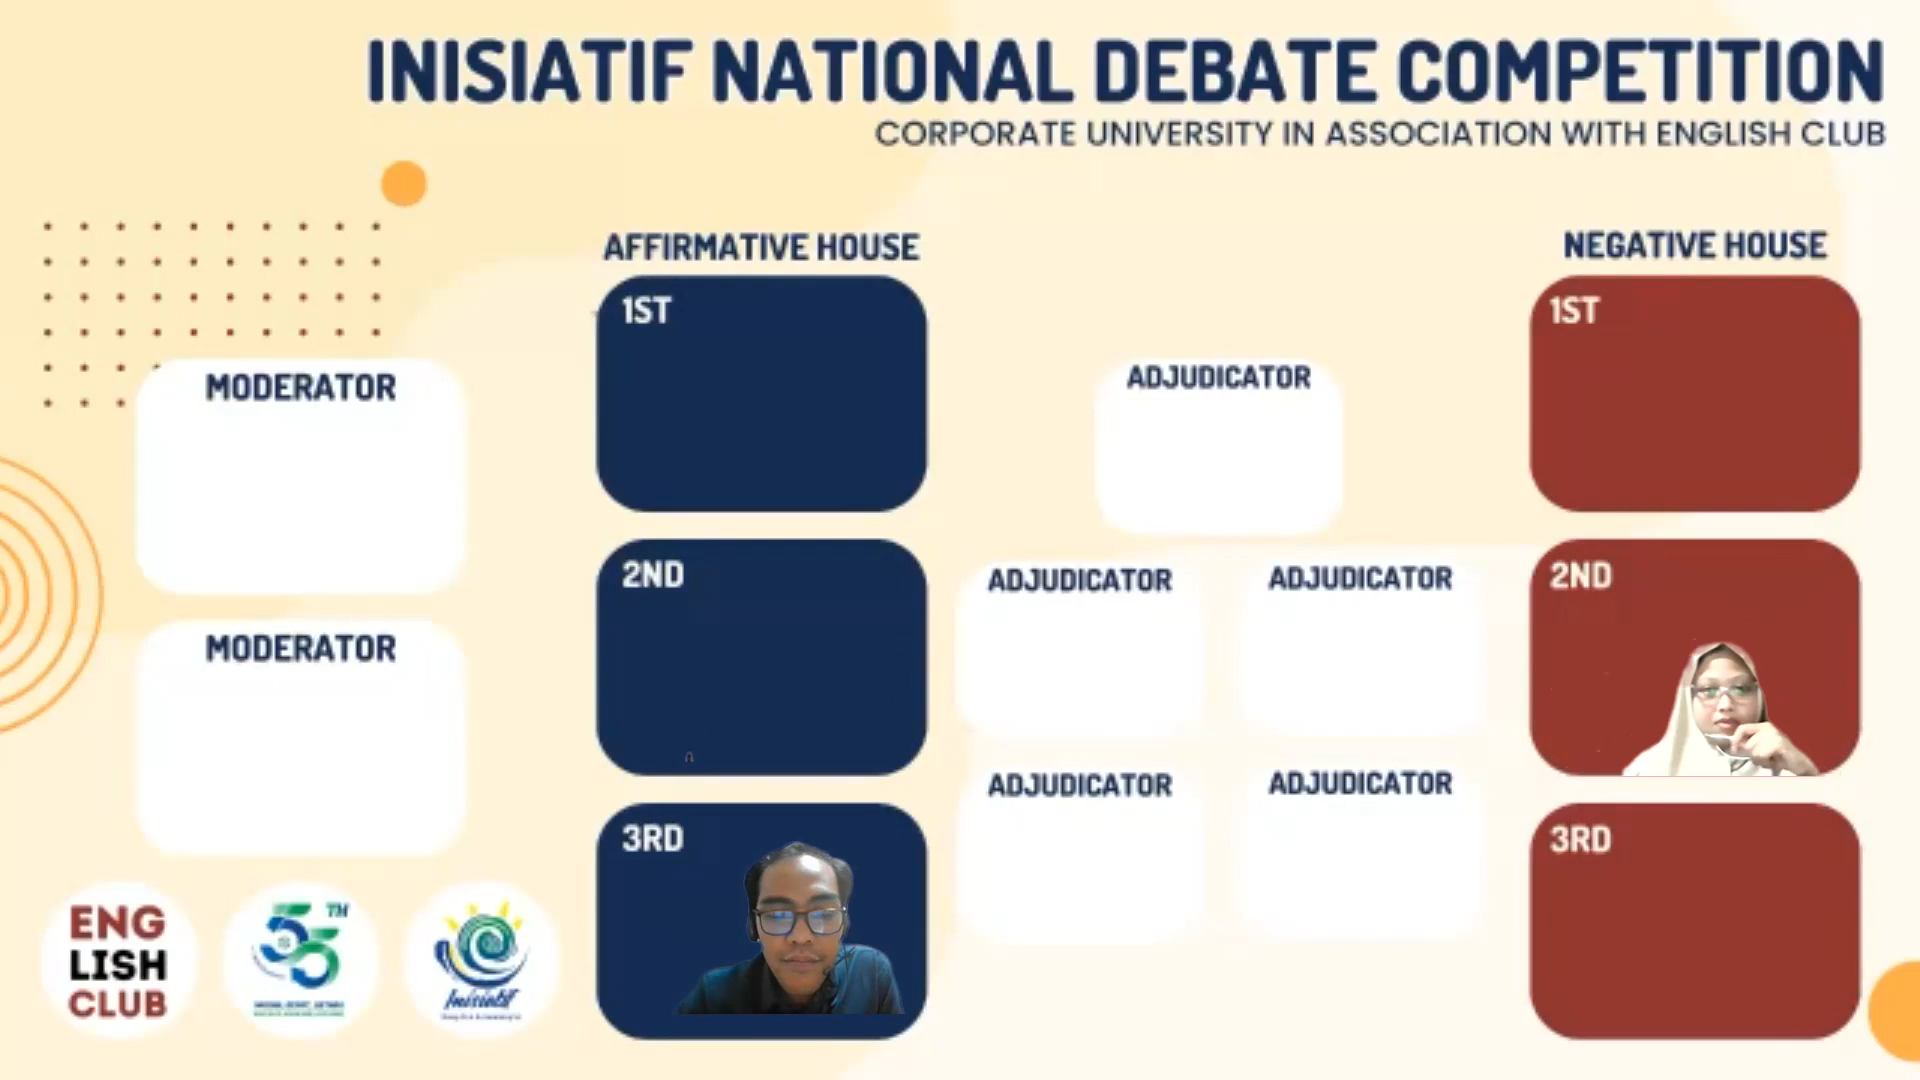 INISIATIF NATIONAL DEBATE COMPETITION
CORPORATE UNIVERSITY IN ASSOCIATION WITH ENGLISH CLUB
AFFIRMATIVE HOUSE
NEGATIVE HOUSE
1ST
1ST
MODERATOR
ADJUDICATOR
2ND
ADJUDICATOR
ADJUDICATOR
2ND
MODERATOR
ADJUDICATOR
ADJUDICATOR
3RD
3RD
ENG
LISH
CLUB
55 TH
Inisiatif